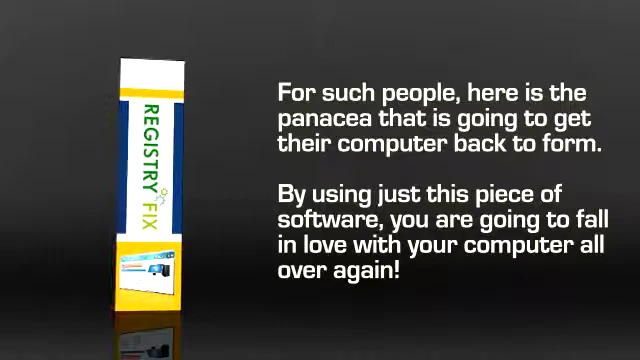 REGISTRY FIX
For such people, here is the
panacea that is going to get
their computer back to form.
By using just this piece of
software, you are going to fall
in love with your computer all
over again!